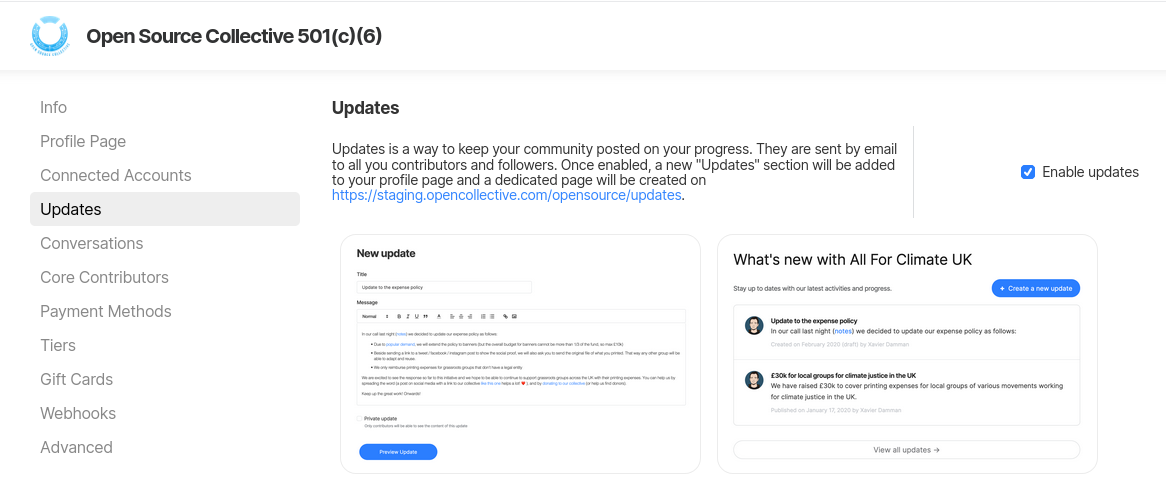 Open Source Collective 501(c)(6)
Info
Profile Page
Connected Accounts
Updates
Conversations
Core Contributors
Payment Methods
Tiers
Gift Cards
Webhooks
Advanced
Updates
Updates is a way to keep your community posted on your progress. They are sent by email
to all you contributors and followers. Once enabled, a new "Updates" section will be added
to your profile page and a dedicated page will be created on
https://staging.opencollective.com/opensource/updates.
Enable updates
New update
Title
Update to the expense policy
Message
Normal
In our call last night (notes) we decided to update our expense policy as follows:
Due to popular demand, we will extend the policy to banners (but the overall budget for banners cannot be more than 1/3 of the fund, so max £10k)
Beside sending a link to a tweet / facebook / instagram post to show the social proof, we will also ask you to send the original file of what you printed. That way any other group will be
able to adapt and reuse.
We only reimburse printing expenses for grassroots groups that don't have a legal entity.
We are excited to see the response so far to this initiative and we hope to be able to continue to support grassroots groups across the UK with their printing expenses. You can help us by
spreading the word (a post on social media with a link to our collective like this one helps a lot! ❤️ ), and by donating to our collective (or help us find donors).
Keep up the great work! Onwards!
Private update
Only contributors will be able to see the content of this update
Preview Update
What's new with All For Climate UK
Stay up to dates with our latest activities and progress.
+ Create a new update
Update to the expense policy
In our call last night (notes) we decided to update our expense policy as follows:
Created on February 2020 (draft) by Xavier Damman
£30k for local groups for climate justice in the UK
We have raised £30k to cover printing expenses for local groups of various movements working
for climate justice in the UK.
Published on January 17, 2020 by Xavier Damman
View all updates →